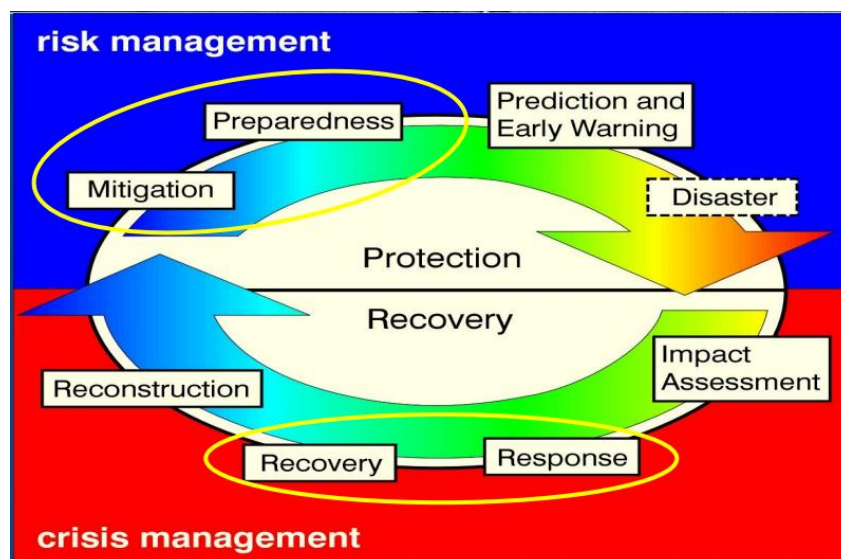 risk management
Preparedness
Prediction and
Early Warning
Mitigation
Disaster
Protection
Recovery
Impact
Assessment
Reconstruction
Recovery
Response
crisis management